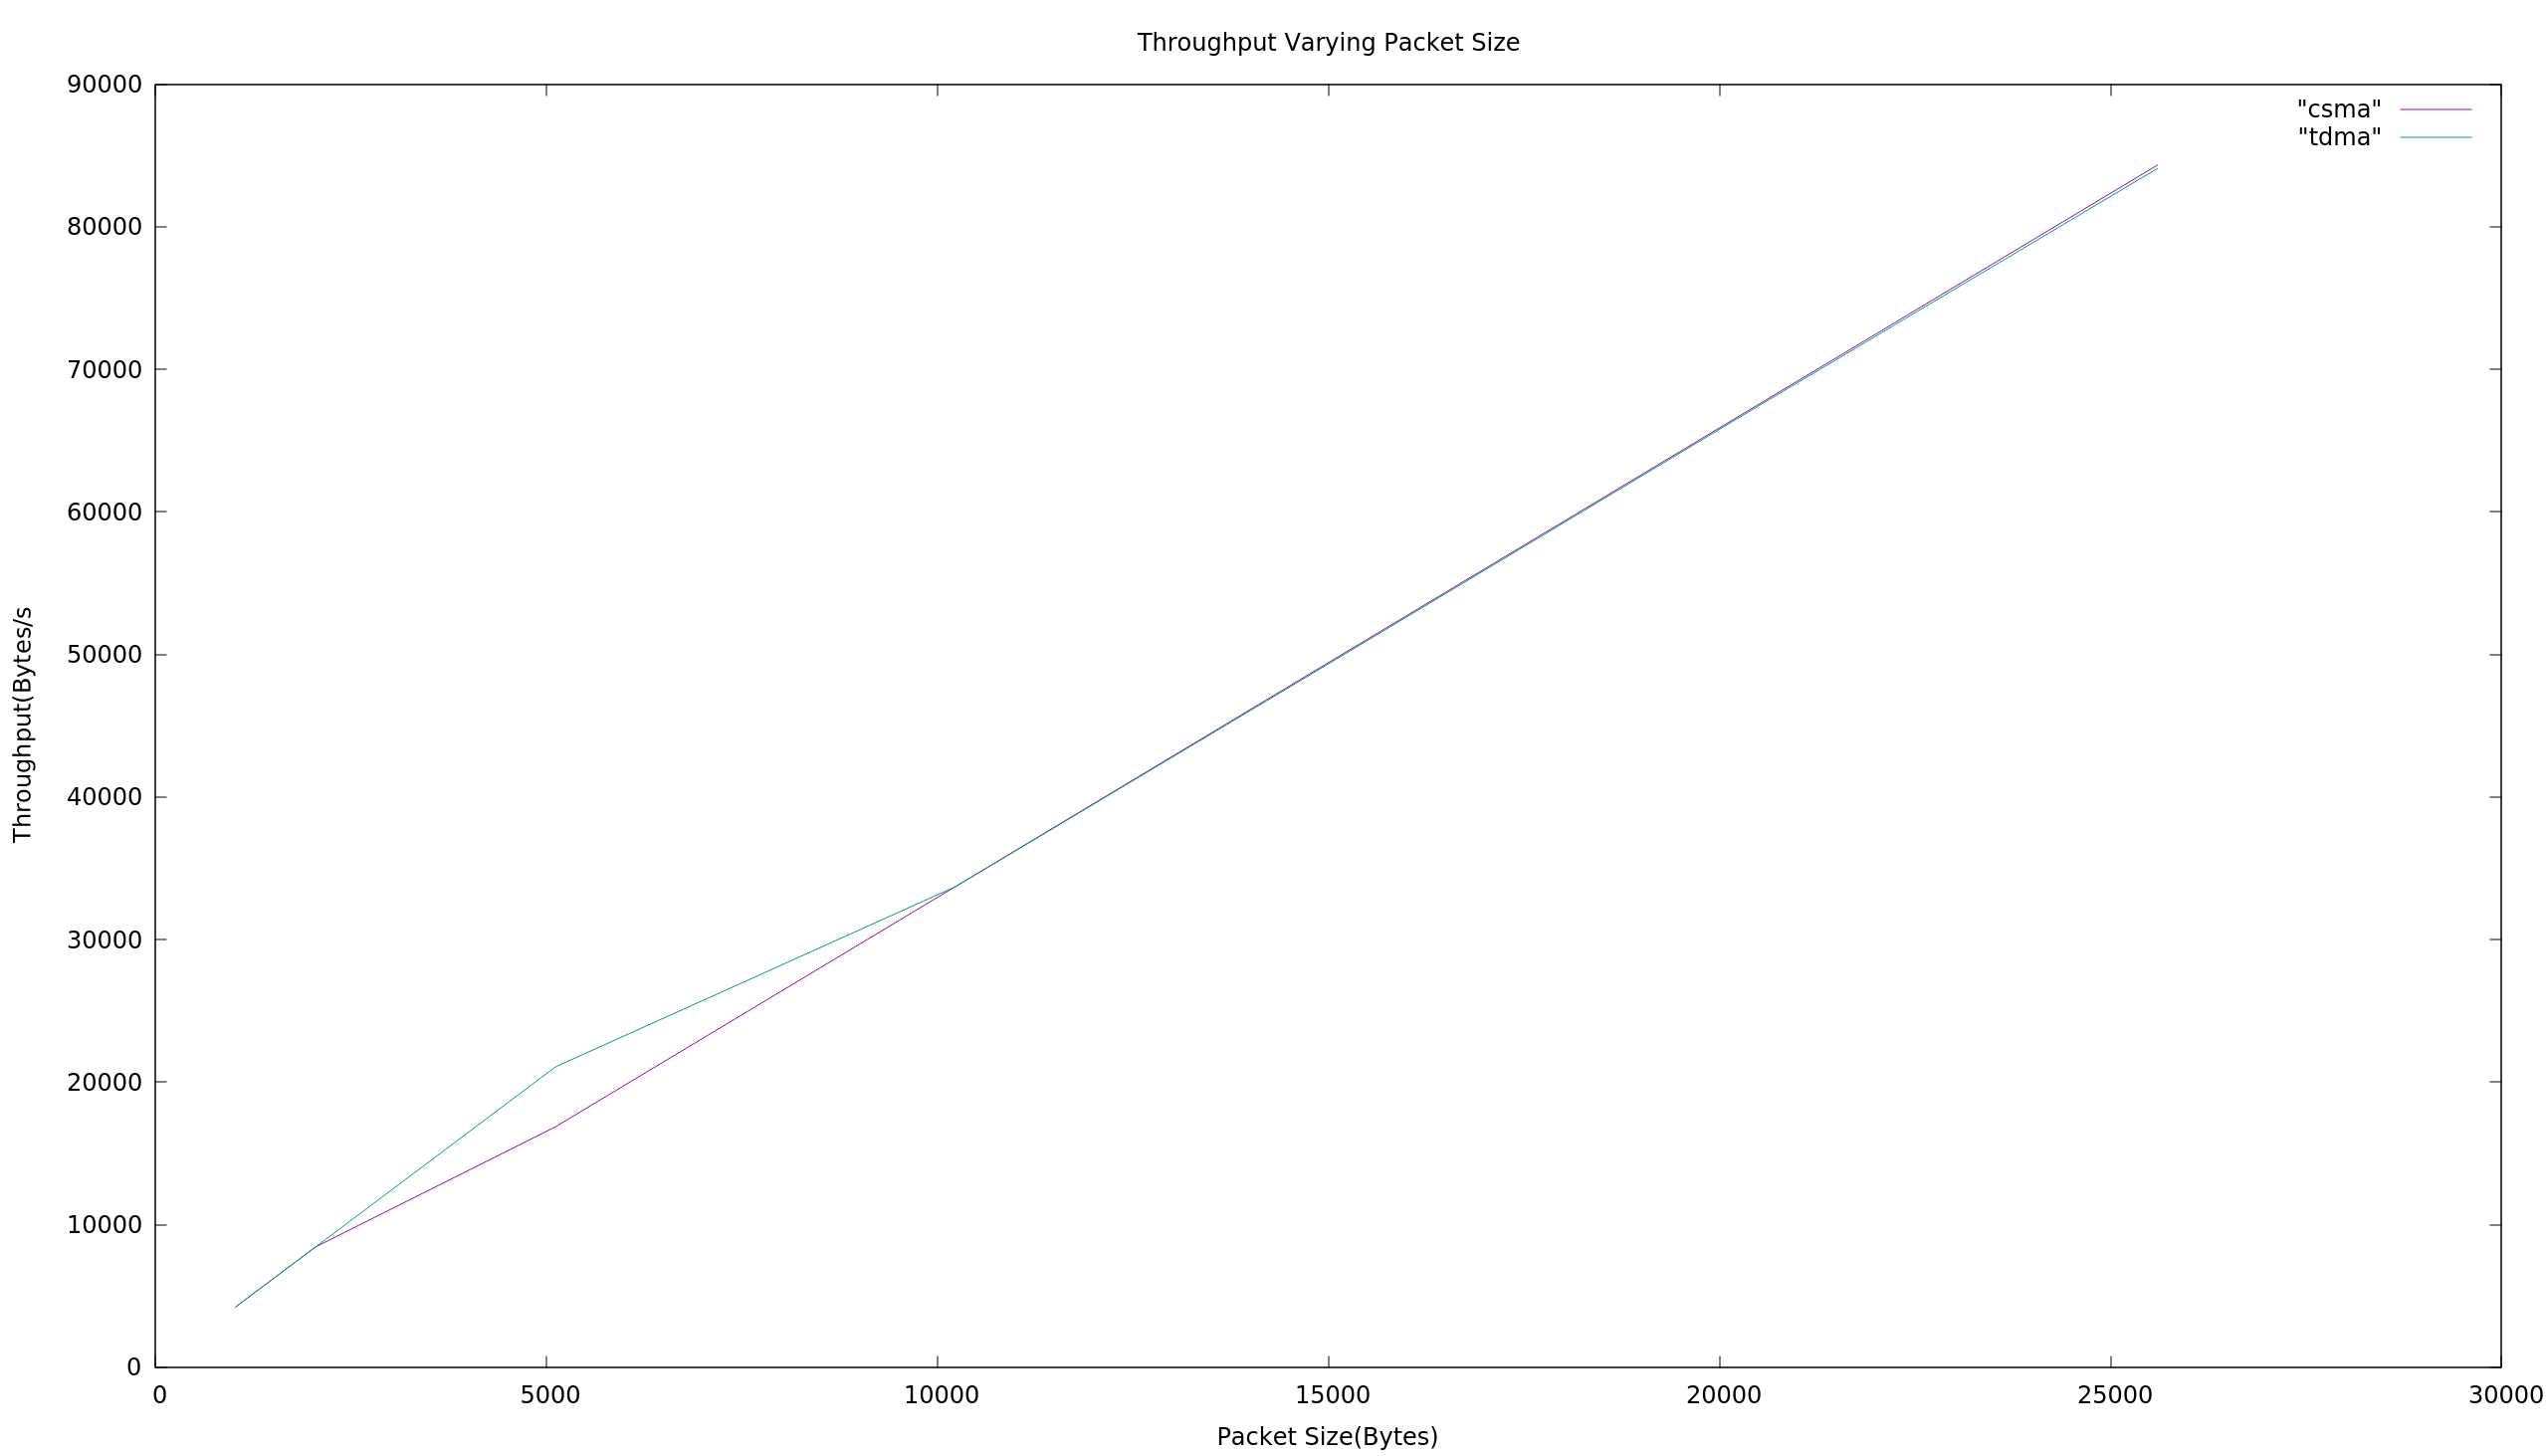 Throughput Varying Packet Size
90000
80000
70000
60000
50000
40000
30000
20000
10000
0
"csma"
"tdma"
Throughput(Bytes/s
0 5000 10000 15000 20000 25000 30000
Packet Size(Bytes)